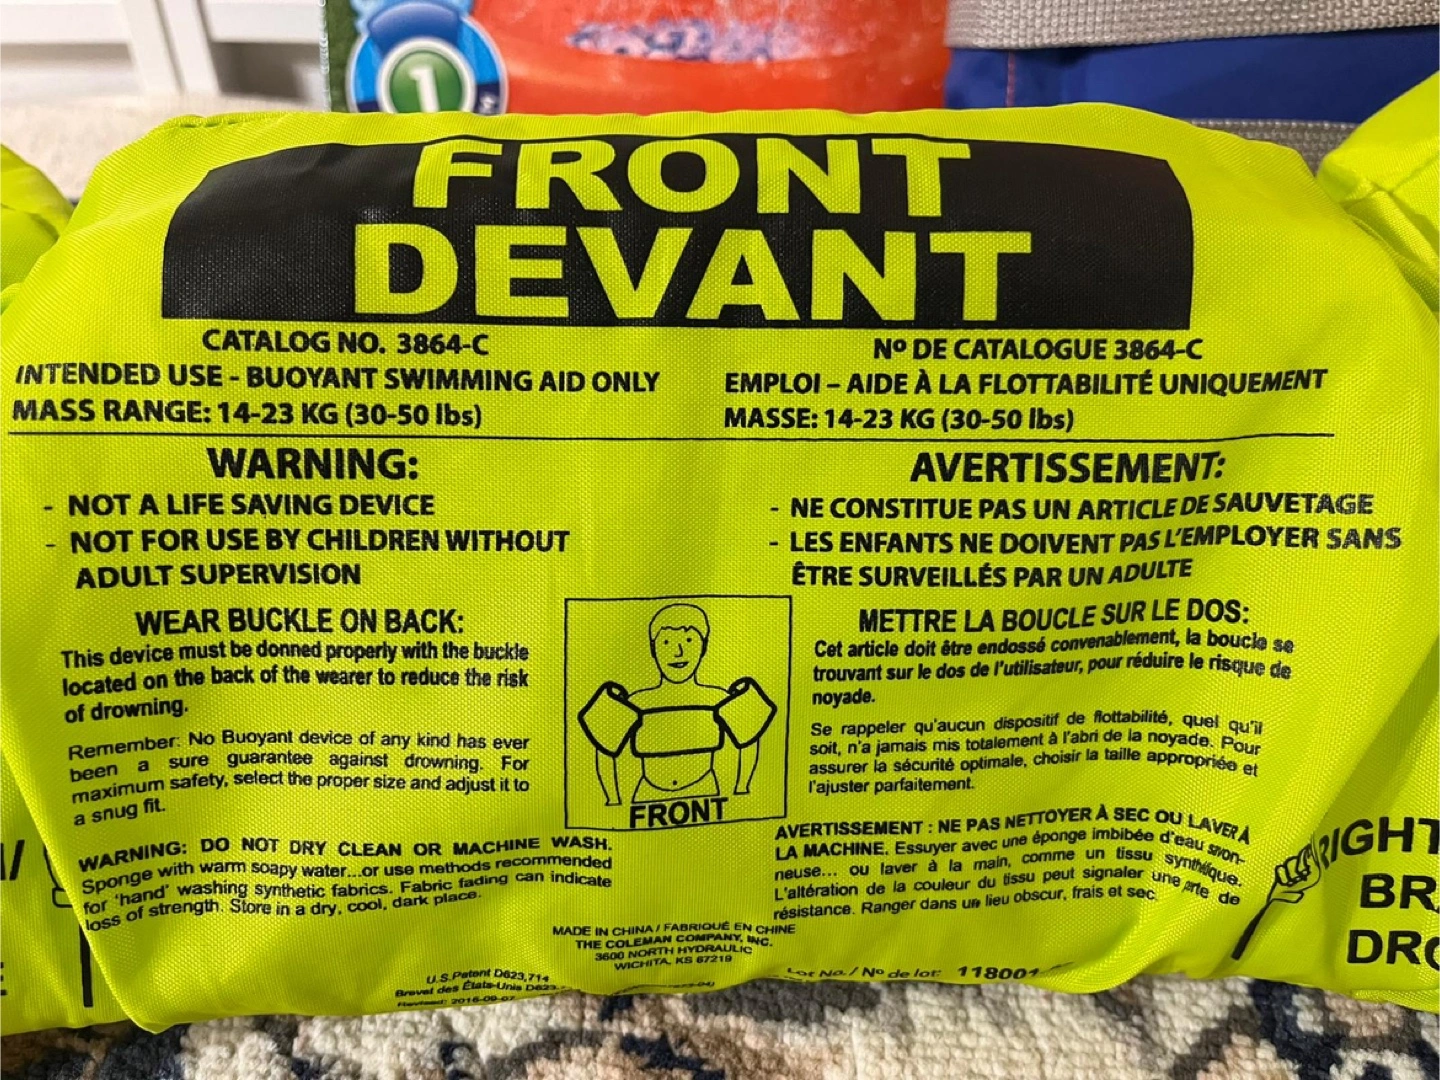 1
FRONT
DEVANT
CATALOG NO. 3864-C
INTENDED USE - BUOYANT SWIMMING AID ONLY
MASS RANGE: 14-23 KG (30-50 lbs)
Nº DE CATALOGUE 3864-C
EMPLOI – AIDE À LA FLOTTABILITÉ UNIQUEMENT
MASSE: 14-23 KG (30-50 lbs)
WARNING:
- NOT A LIFE SAVING DEVICE
- NOT FOR USE BY CHILDREN WITHOUT
ADULT SUPERVISION
WEAR BUCKLE ON BACK:
This device must be donned properly with the buckle
located on the back of the wearer to reduce the risk
of drowning.
Remember: No Buoyant device of any kind has ever
been a sure guarantee against drowning. For
maximum safety, select the proper size and adjust it to
a snug fit.
WARNING: DO NOT DRY CLEAN OR MACHINE WASH.
Sponge with warm soapy water...or use methods recommended
for 'hand' washing synthetic fabrics. Fabric fading can indicate
loss of strength. Store in a dry, cool, dark place.
FRONT
AVERTISSEMENT:
- NE CONSTITUE PAS UN ARTICLE DE SAUVETAGE
- LES ENFANTS NE DOIVENT PAS L'EMPLOYER SANS
ÊTRE SURVEILLÉS PAR UN ADULTE
METTRE LA BOUCLE SUR LE DOS:
Cet article doit être endossé convenablement, la boucle se
trouvant sur le dos de l'utilisateur, pour réduire le risque de
noyade.
Se rappeler qu'aucun dispositif de flottabilité, quel qu'il
soit, n'a jamais mis totalement à l'abri de la noyade. Pour
assurer la sécurité optimale, choisir la taille appropriée et
l'ajuster parfaitement.
AVERTISSEMENT : NE PAS NETTOYER À SEC OU LAVER À
LA MACHINE. Essuyer avec une éponge imbibée d'eau savon-
neuse... ou laver à la main, comme un tissu synthétique.
L'altération de la couleur du tissu peut signaler une perte de
résistance. Ranger dans un lieu obscur, frais et sec.
MADE IN CHINA / FABRIQUÉ EN CHINE
THE COLEMAN COMPANY, INC.
3600 NORTH HYDRAULIC
WICHITA, KS 67219
U.S.Patent D623,714
Brevet des États-Unis D623
Revised: 2016-09-07
Lot No. / Nº de lot: 118001
RIGHT
BR
DR